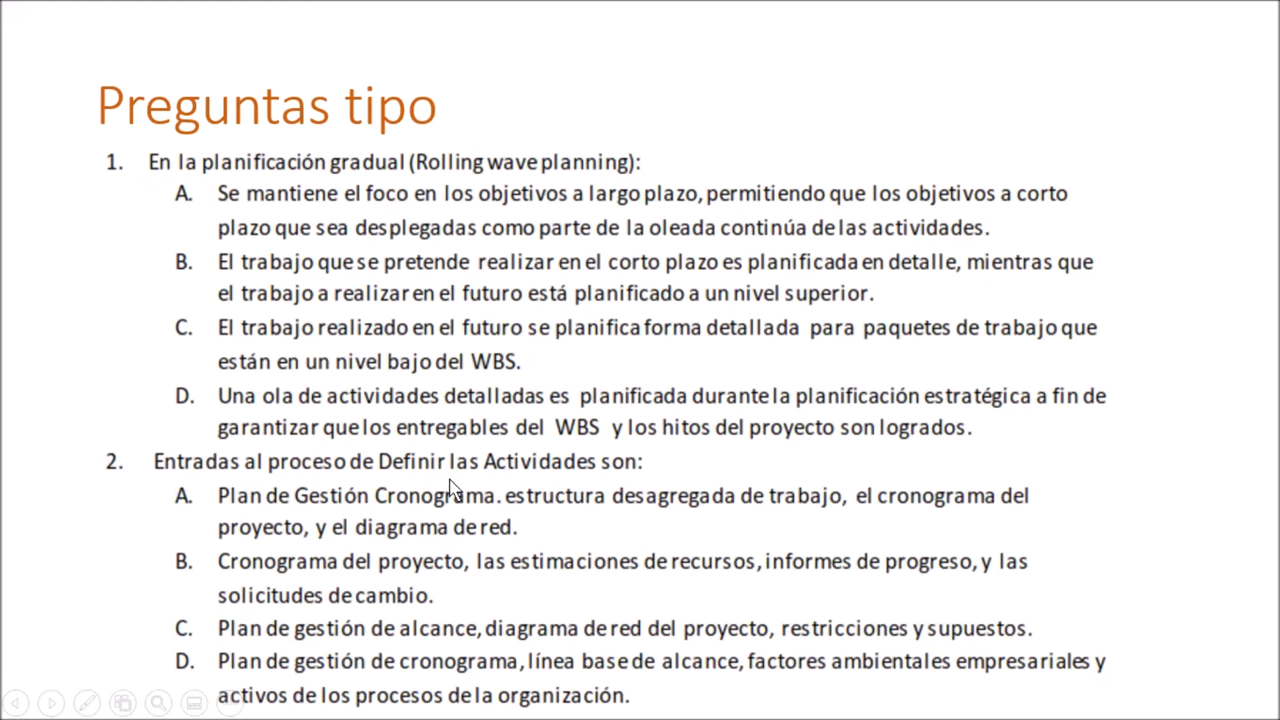 Preguntas tipo
1. En la planificación gradual (Rolling wave planning):
A. Se mantiene el foco en los objetivos a largo plazo, permitiendo que los objetivos a corto
plazo que sea desplegadas como parte de la oleada continúa de las actividades.
B. El trabajo que se pretende realizar en el corto plazo es planificada en detalle, mientras que
el trabajo a realizar en el futuro está planificado a un nivel superior.
C. El trabajo realizado en el futuro se planifica forma detallada para paquetes de trabajo que
están en un nivel bajo del WBS.
D. Una ola de actividades detalladas es planificada durante la planificación estratégica a fin de
garantizar que los entregables del WBS y los hitos del proyecto son logrados.
2. Entradas al proceso de Definir las Actividades son:
A. Plan de Gestión Cronograma. estructura desagregada de trabajo, el cronograma del
proyecto, y el diagrama de red.
B. Cronograma del proyecto, las estimaciones de recursos, informes de progreso, y las
solicitudes de cambio.
C. Plan de gestión de alcance, diagrama de red del proyecto, restricciones y supuestos.
D. Plan de gestión de cronograma, línea base de alcance, factores ambientales empresariales y
activos de los procesos de la organización.